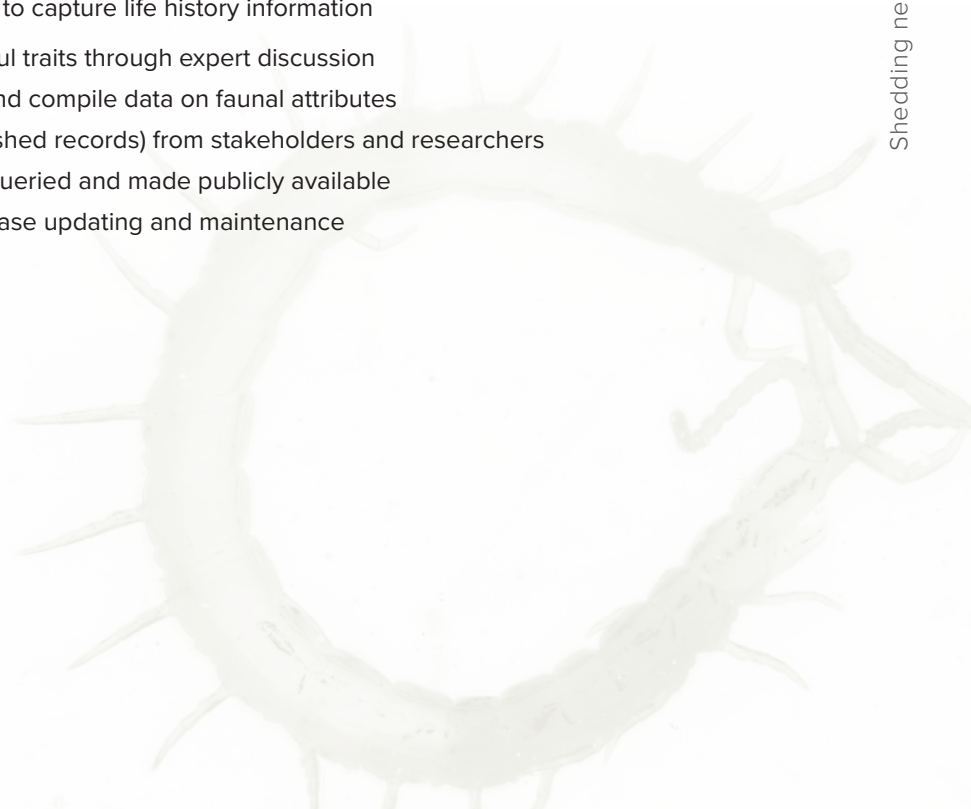 to capture life history information
ul traits through expert discussion
nd compile data on faunal attributes
shed records) from stakeholders and researchers
ueried and made publicly available
ase updating and maintenance
Shedding ne